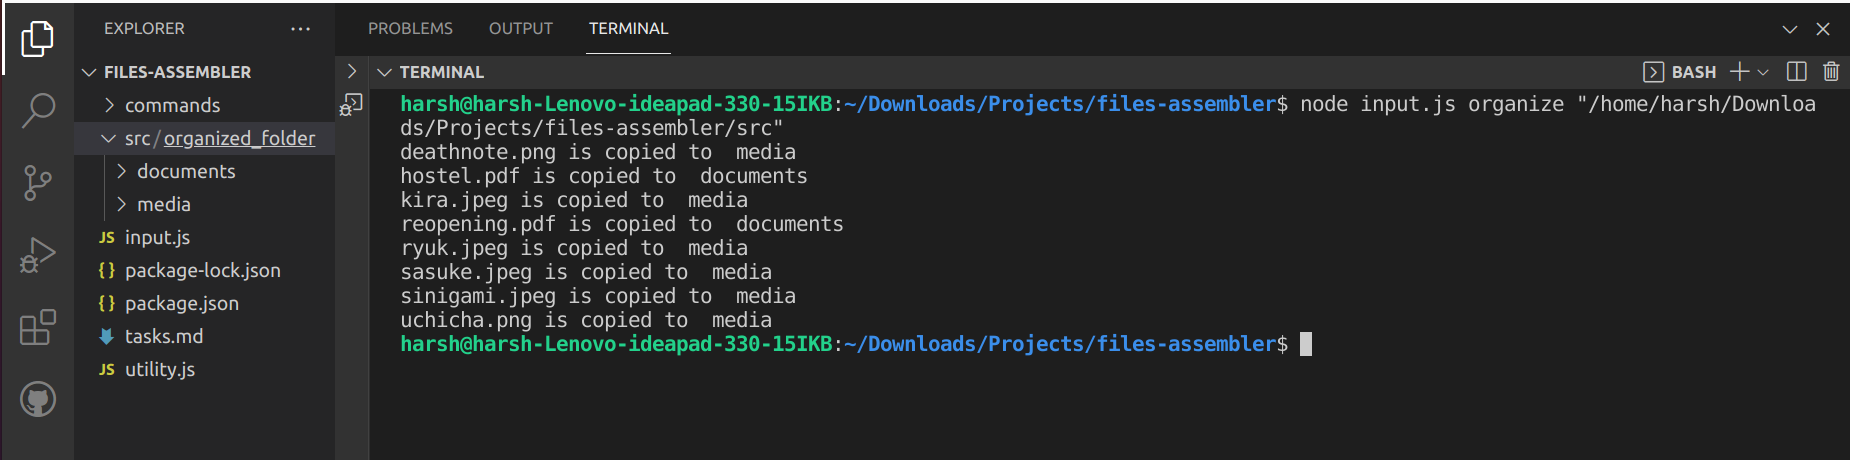 EXPLORER ···
PROBLEMS OUTPUT TERMINAL
FILES-ASSEMBLER
commands
src/organized_folder
documents
media
JS input.js
{} package-lock.json
{} package.json
tasks.md
JS utility.js
TERMINAL
BASH
harsh@harsh-Lenovo-ideapad-330-15IKB:~/Downloads/Projects/files-assembler$ node input.js organize "/home/harsh/Downloa
ds/Projects/files-assembler/src"
deathnote.png is copied to  media
hostel.pdf is copied to  documents
kira.jpeg is copied to  media
reopening.pdf is copied to  documents
ryuk.jpeg is copied to  media
sasuke.jpeg is copied to  media
sinigami.jpeg is copied to  media
uchicha.png is copied to  media
harsh@harsh-Lenovo-ideapad-330-15IKB:~/Downloads/Projects/files-assembler$